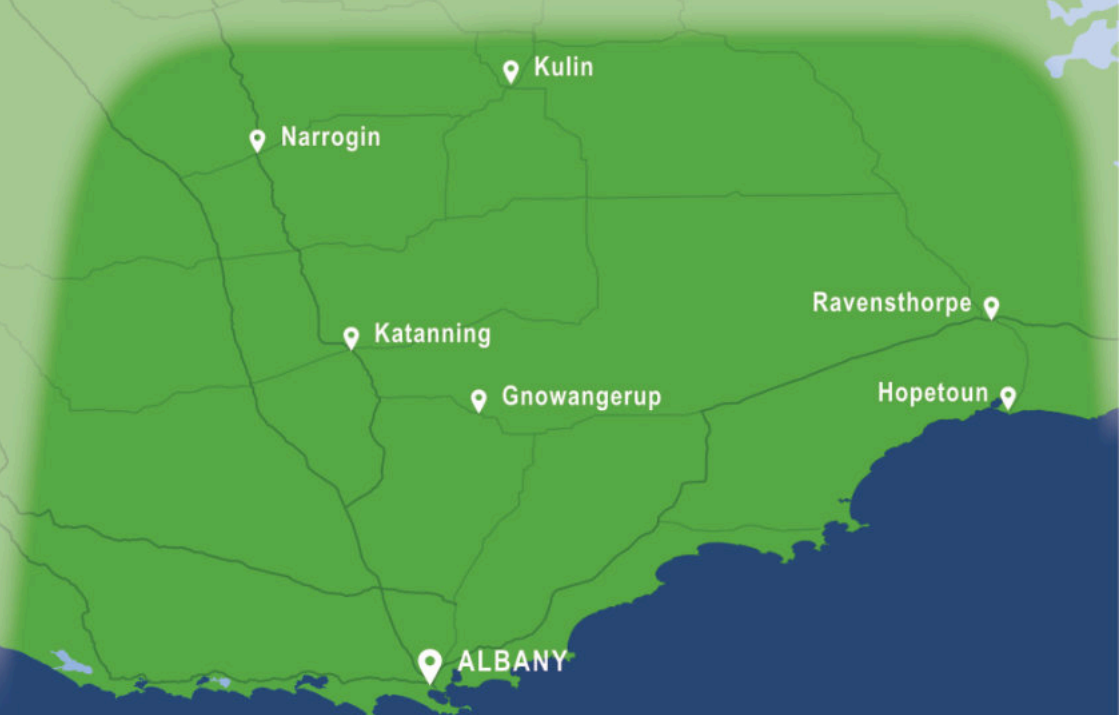 Kulin
Narrogin
Ravensthorpe
Katanning
Hopetoun
Gnowangerup
ALBANY